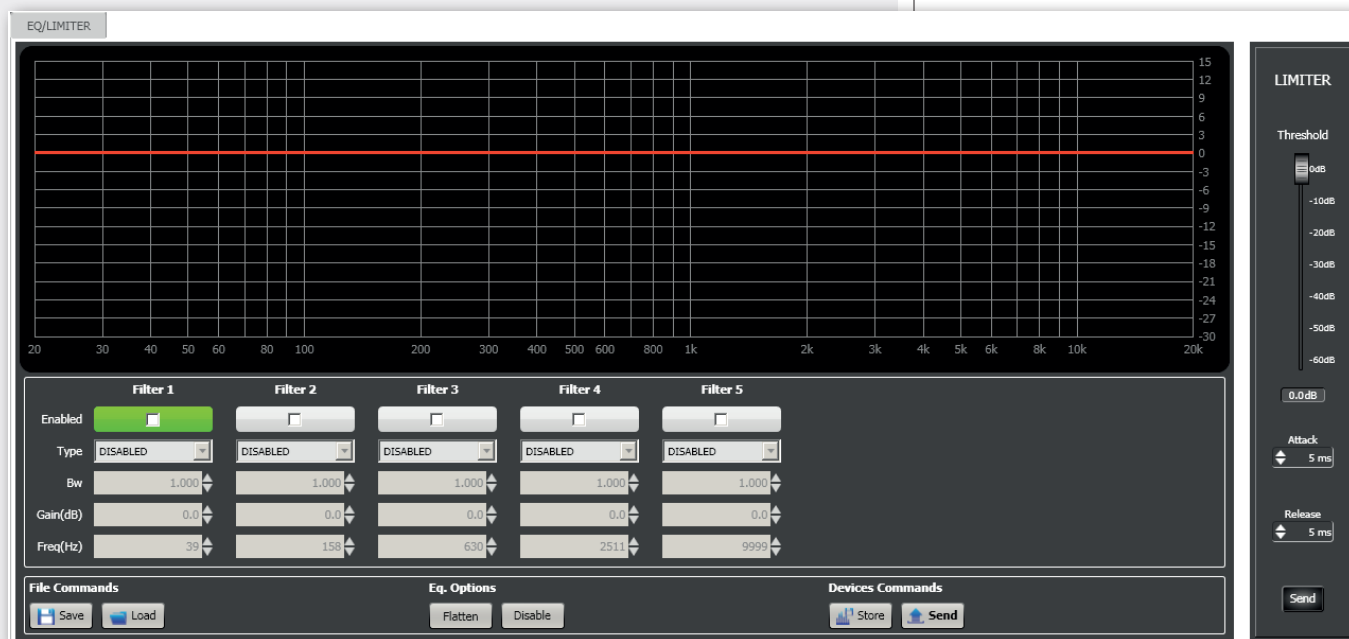 EQ/LIMITER
15
12
9
6
3
0
-3
-6
-9
-12
-15
-18
-21
-24
-27
-30
20 30 40 50 60 80 100 200 300 400 500 600 800 1k 2k 3k 4k 5k 6k 8k 10k 20k
Filter 1 Filter 2 Filter 3 Filter 4 Filter 5
Enabled
Type DISABLED DISABLED DISABLED DISABLED DISABLED
Bw 1.000 1.000 1.000 1.000 1.000
Gain(dB) 0.0 0.0 0.0 0.0 0.0
Freq(Hz) 39 158 630 2511 9999
File Commands Eq. Options Devices Commands
Save Load Flatten Disable Store Send
LIMITER
Threshold
0dB
-10dB
-20dB
-30dB
-40dB
-50dB
-60dB
0.0dB
Attack
5 ms
Release
5 ms
Send